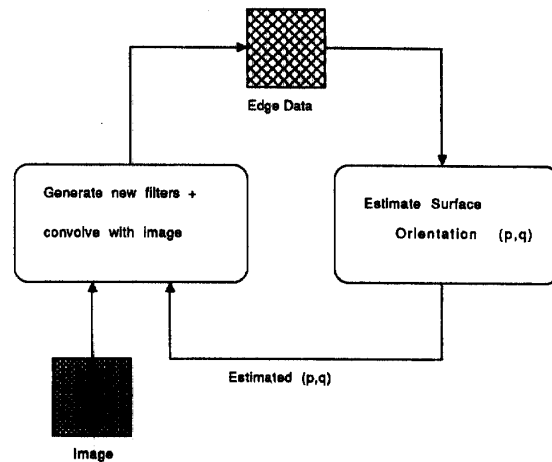 Edge Data
Generate new filters +
convolve with image
Estimate Surface
Orientation (p,q)
Estimated (p,q)
Image